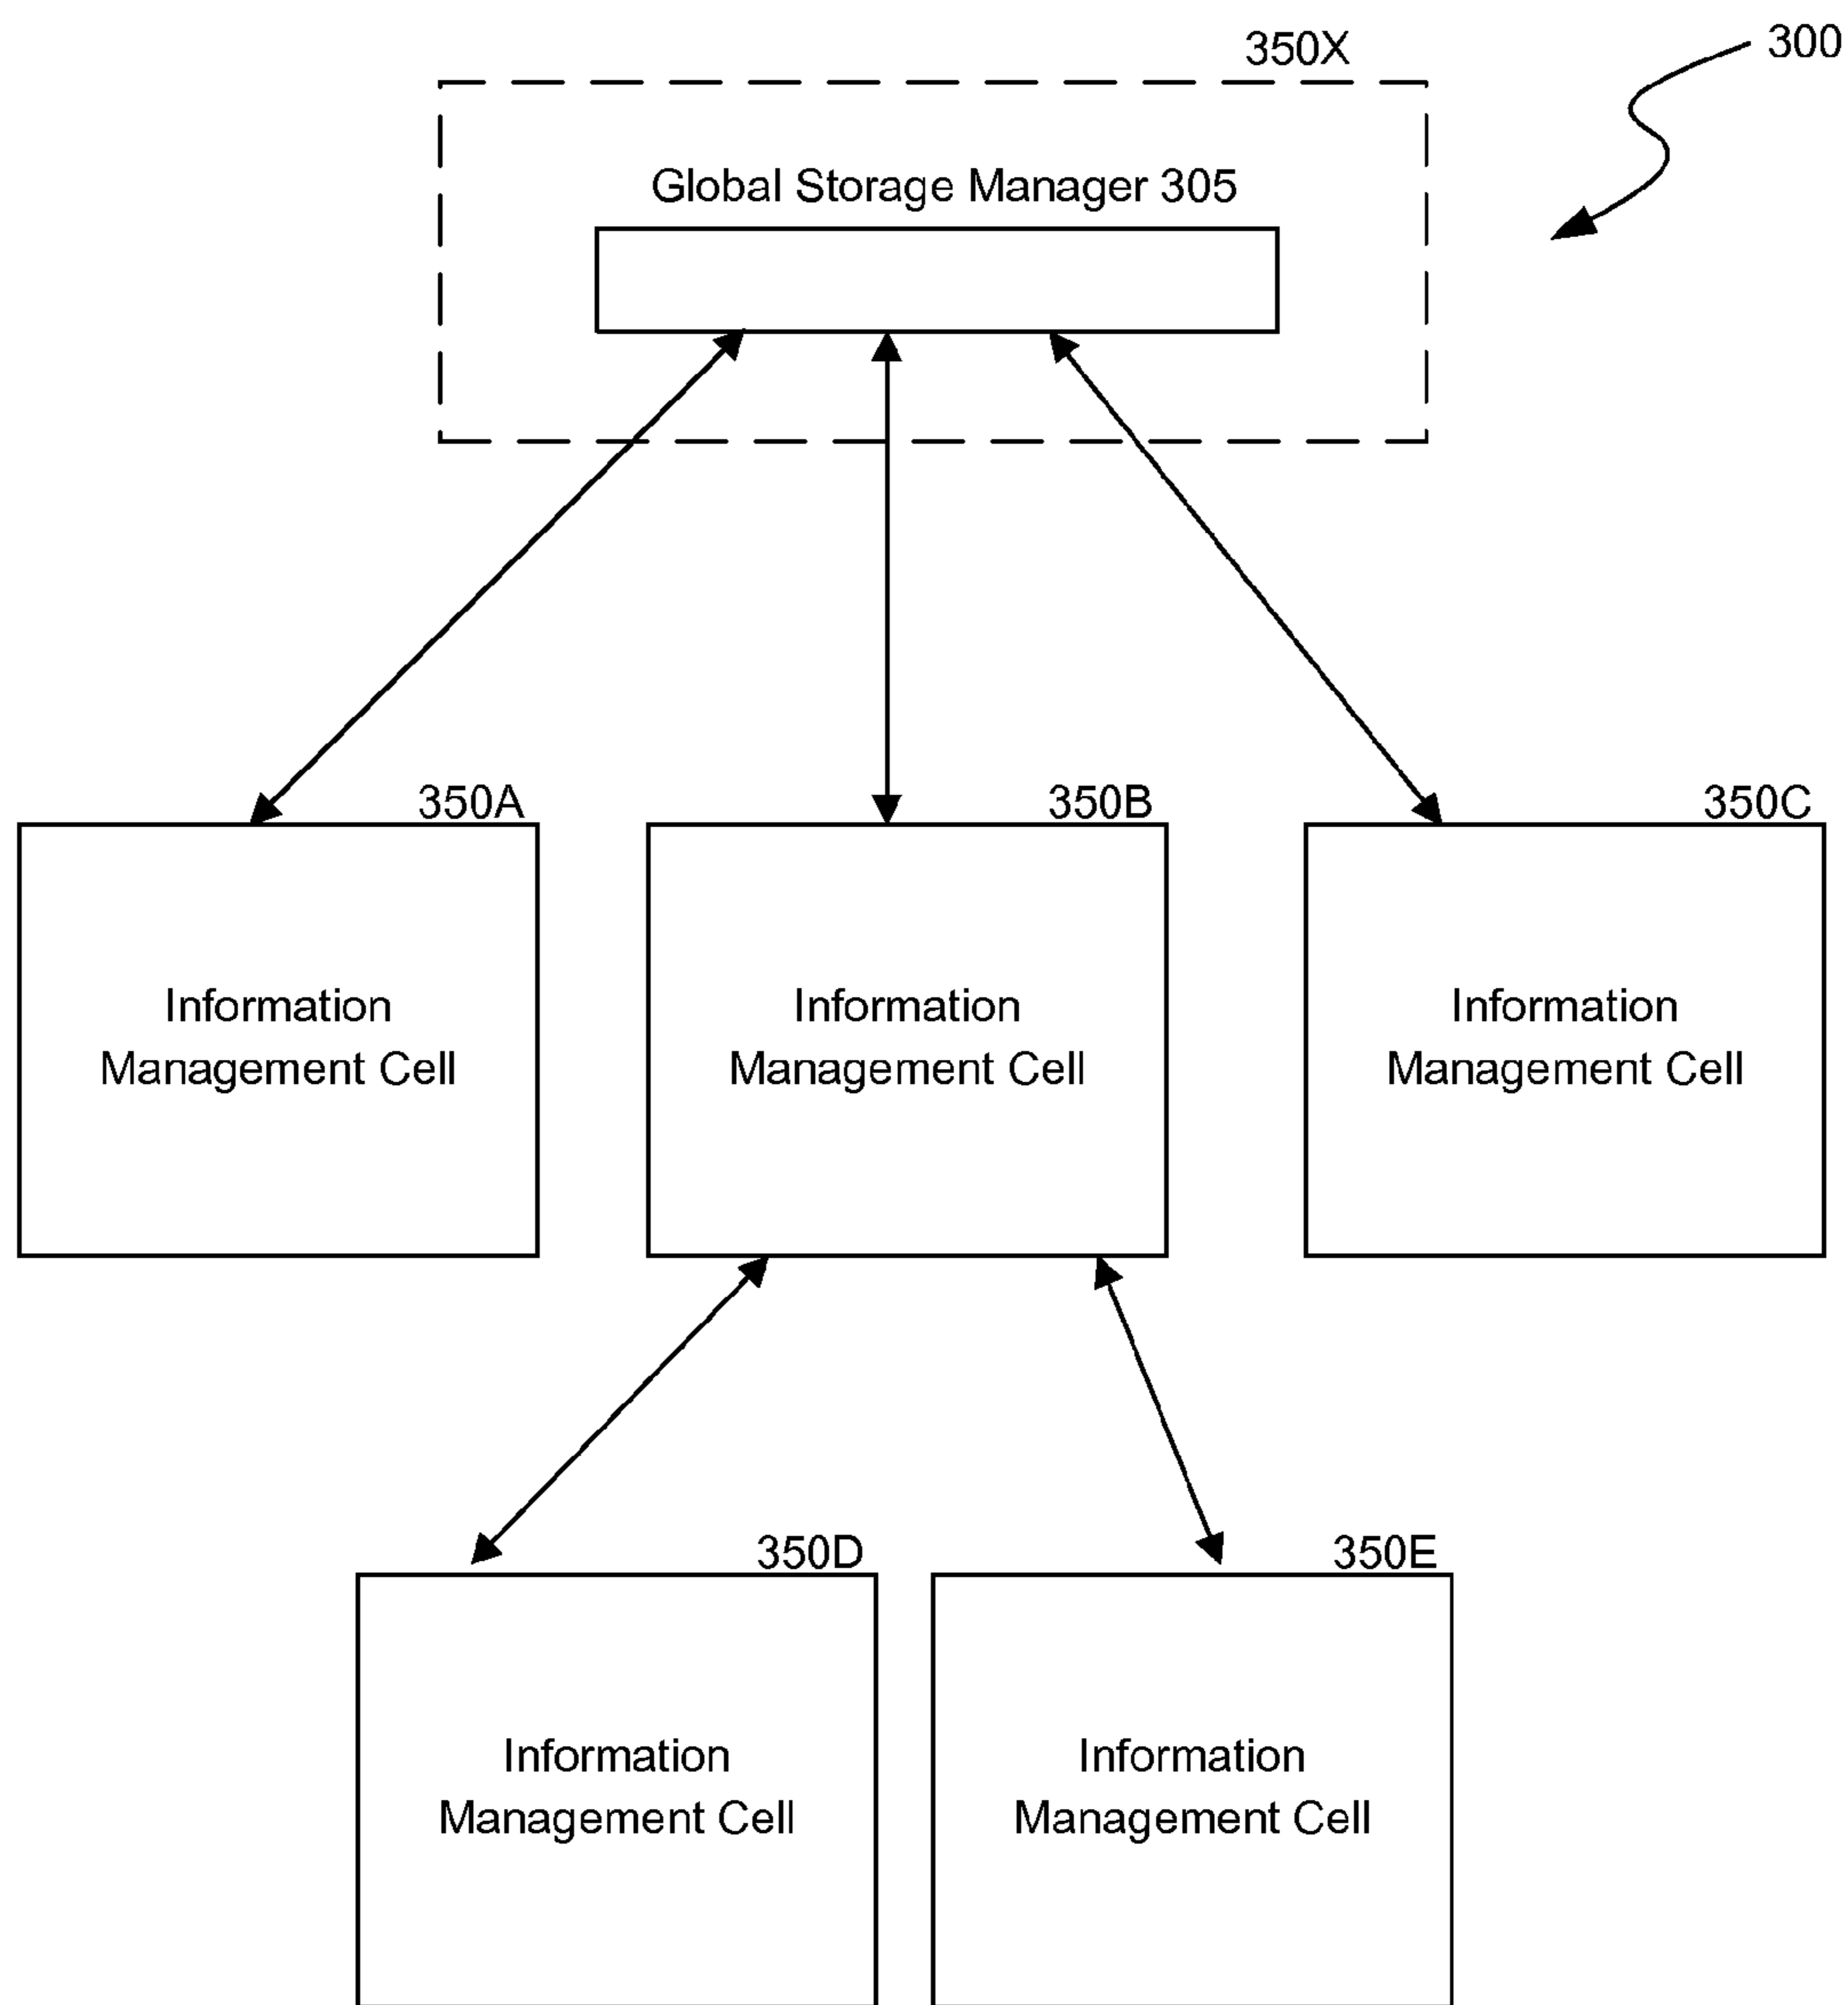 350X
300
Global Storage Manager 305
350A
350B
350C
Information
Management Cell
Information
Management Cell
Information
Management Cell
350D
350E
Information
Management Cell
Information
Management Cell